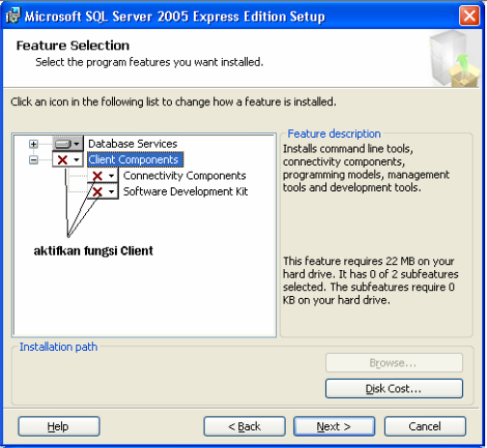 Microsoft SQL Server 2005 Express Edition Setup
Feature Selection
Select the program features you want installed.
Click an icon in the following list to change how a feature is installed.
Database Services
Client Components
Connectivity Components
Software Development Kit
aktifkan fungsi Client
Feature description
Installs command line tools,
connectivity components,
programming models, management
tools and development tools.
This feature requires 22 MB on your
hard drive. It has 0 of 2 subfeatures
selected. The subfeatures require 0
KB on your hard drive.
Installation path
Browse...
Disk Cost...
Help
< Back
Next >
Cancel